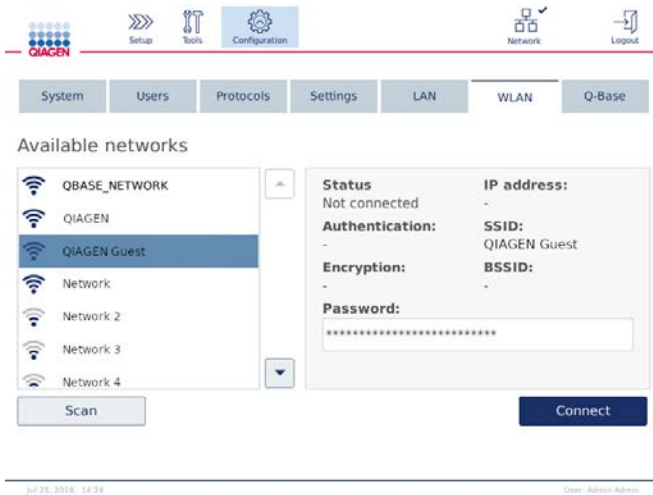 QIAGEN
Setup
Tools
Configuration
Network
Logout
System Users Protocols Settings LAN WLAN Q-Base
Available networks
QBASE_NETWORK
QIAGEN
QIAGEN Guest
Network
Network 2
Network 3
Network 4
Scan
Status
Not connected
IP address:
-
Authentication:
-
SSID:
QIAGEN Guest
Encryption:
-
BSSID:
-
Password:
**************************
Connect
Jul 25, 2018, 14:24
User: Admin Admin